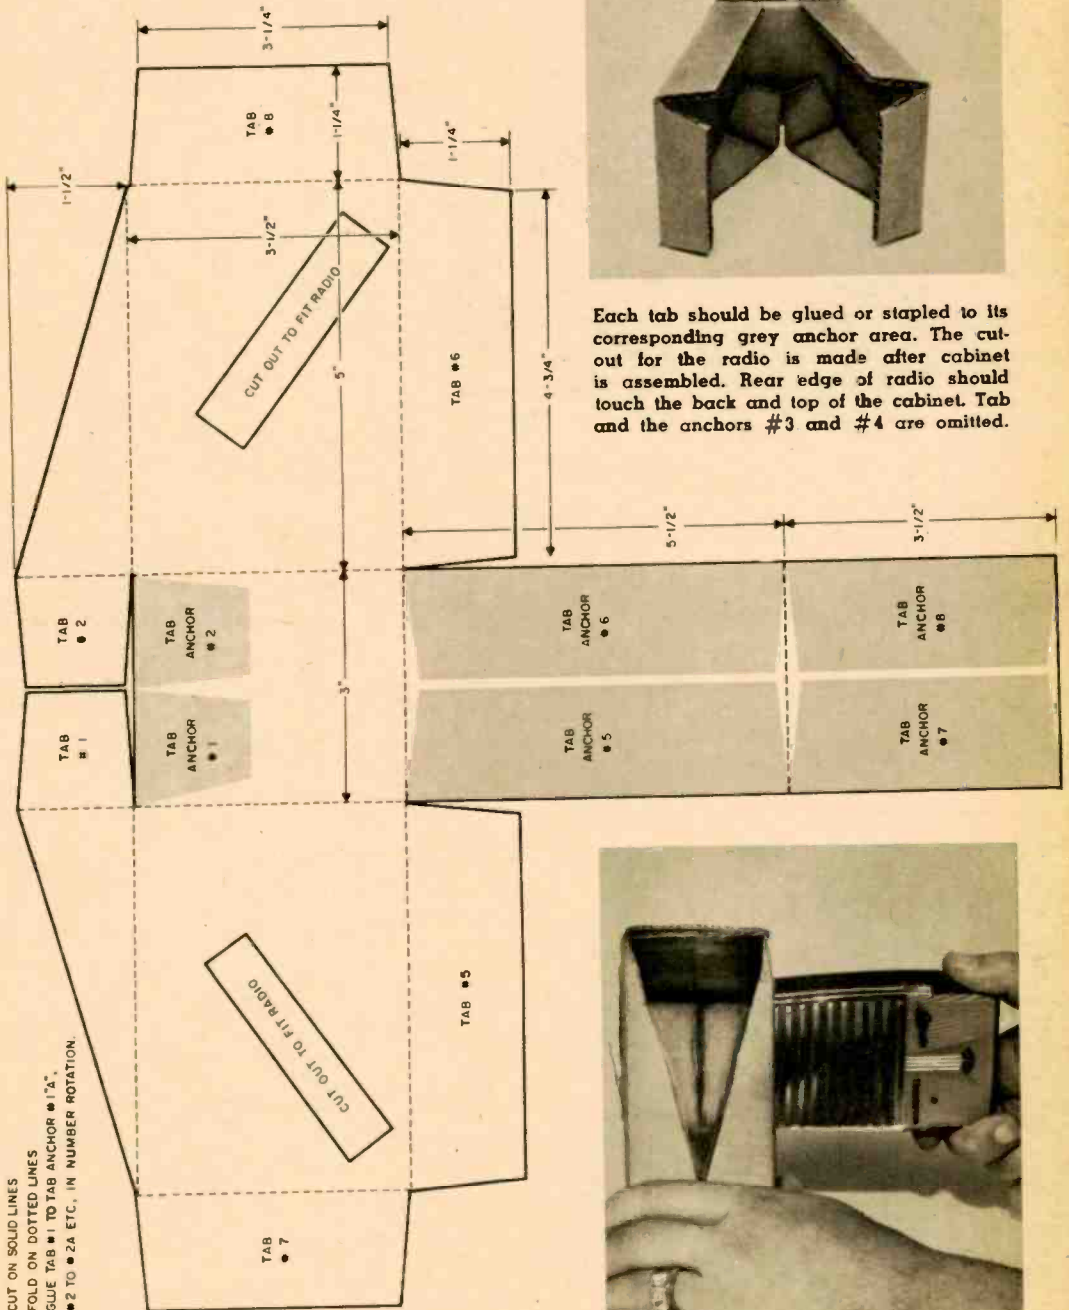 3-1/4"
1-1/2"
TAB
#8
1-1/4"
1-1/4"
3-1/2"
CUT OUT TO FIT RADIO
5"
TAB #6
4-3/4"
Each tab should be glued or stapled to its
corresponding grey anchor area. The cut-
out for the radio is made after cabinet
is assembled. Rear edge of radio should
touch the back and top of the cabinet. Tab
and the anchors #3 and #4 are omitted.
5-1/2"
3-1/2"
TAB
#2
TAB
ANCHOR
#2
TAB
ANCHOR
#6
TAB
ANCHOR
#8
3"
TAB
#1
TAB
ANCHOR
#1
TAB
ANCHOR
#5
TAB
ANCHOR
#7
CUT OUT TO FIT RADIO
TAB #5
TAB
#7
CUT ON SOLID LINES
FOLD ON DOTTED LINES
GLUE TAB #1 TO TAB ANCHOR #1"A",
#2 TO #2A ETC, IN NUMBER ROTATION.